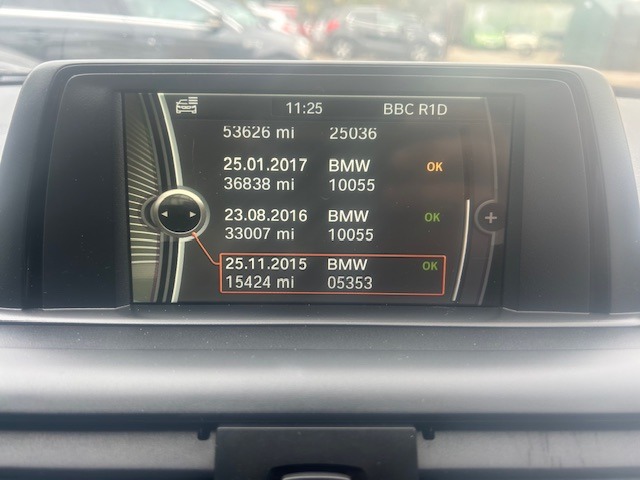 11:25 BBC R1D
53626 mi 25036
25.01.2017 BMW OK
36838 mi 10055
23.08.2016 BMW OK
33007 mi 10055
25.11.2015 BMW OK
15424 mi 05353